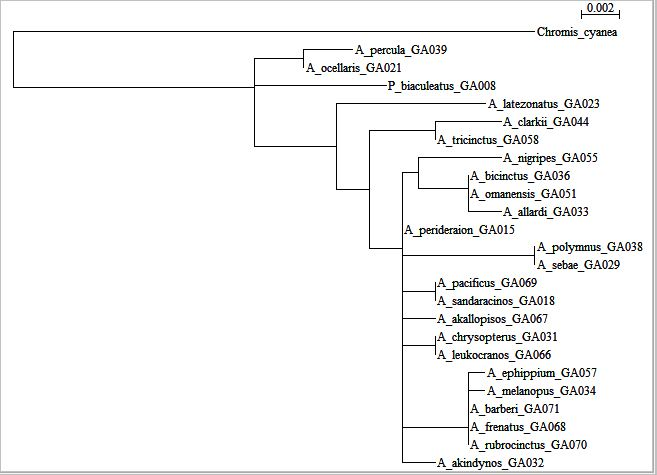 0.002
Chromis_cyanea
A_percula_GA039
A_ocellaris_GA021
P_biaculeatus_GA008
A_latezonatus_GA023
A_clarkii_GA044
A_tricinctus_GA058
A_nigripes_GA055
A_bicinctus_GA036
A_omanensis_GA051
A_allardi_GA033
A_perideraion_GA015
A_polymnus_GA038
A_sebae_GA029
A_pacificus_GA069
A_sandaracinos_GA018
A_akallopisos_GA067
A_chrysopterus_GA031
A_leukocranos_GA066
A_ephippium_GA057
A_melanopus_GA034
A_barberi_GA071
A_frenatus_GA068
A_rubrocinctus_GA070
A_akindynos_GA032